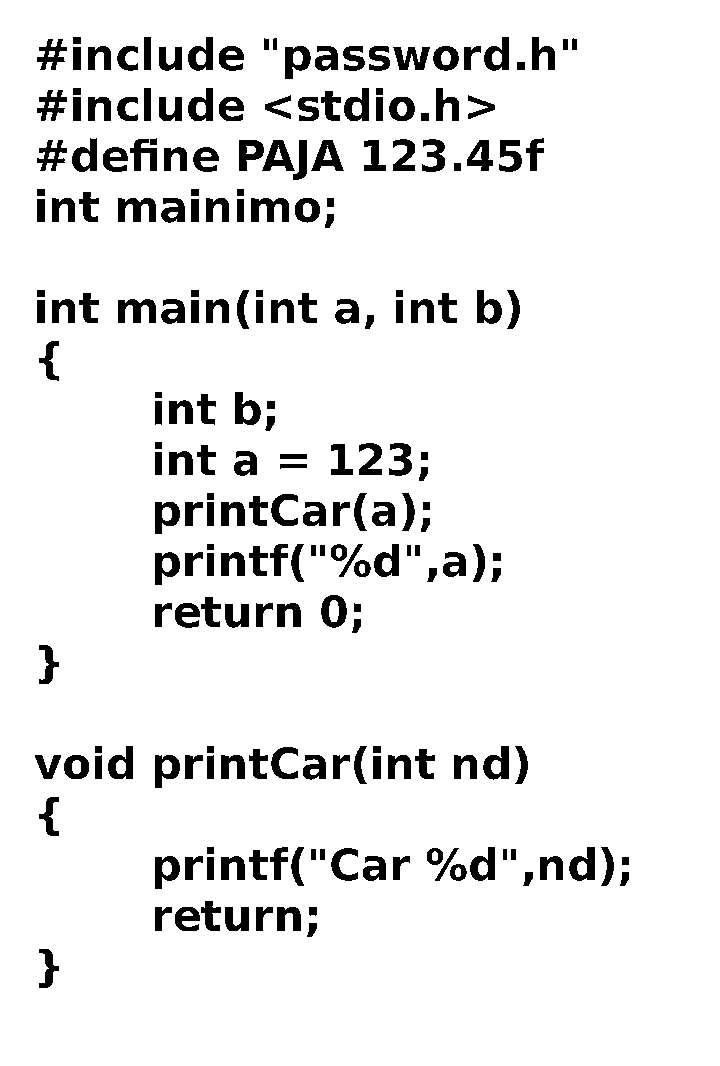 #include "password.h"
#include <stdio.h>
#define PAJA 123.45f
int mainimo;
int main(int a, int b)
{
int b;
int a = 123;
printCar(a);
printf("%d",a);
return 0;
}
void printCar(int nd)
{
printf("Car %d",nd);
return;
}